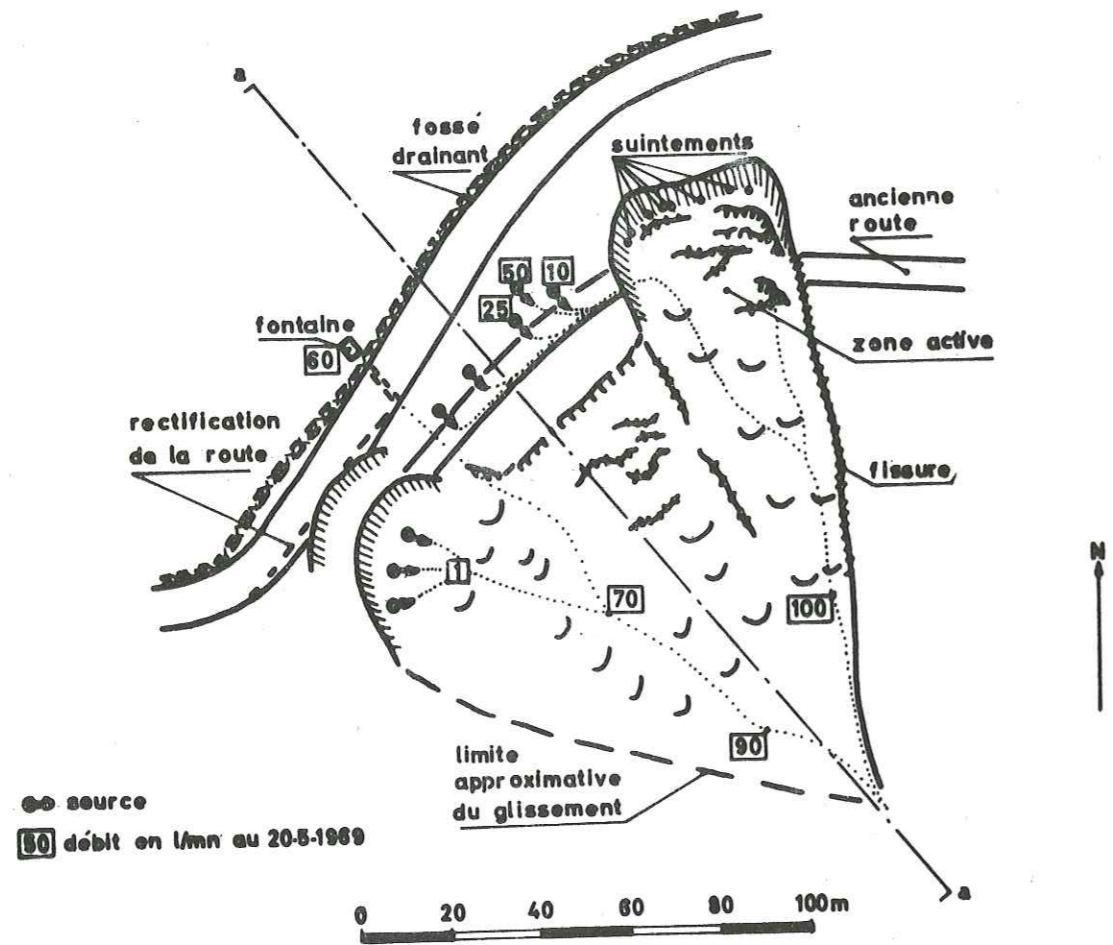 a
fossé
drainant
suintements
ancienne
route
50
10
25
fontaine
60
zone active
rectification
de la route
fissure
1
70
100
N
90
limite
approximative
du glissement
source
50 débit en l/mn au 20-5-1969
a
0 20 40 60 80 100m